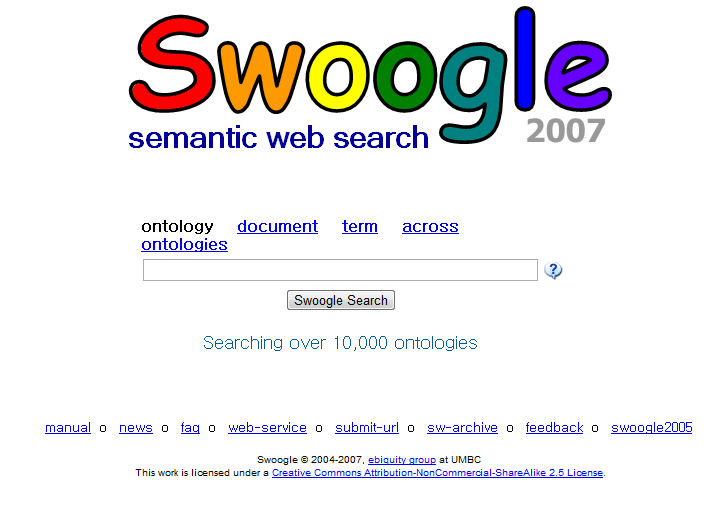 Swoogle
semantic web search 2007
ontology document term across
ontologies
?
Swoogle Search
Searching over 10,000 ontologies
manual o news o faq o web-service o submit-url o sw-archive o feedback o swoogle2005
Swoogle © 2004-2007, ebiquity group at UMBC
This work is licensed under a Creative Commons Attribution-NonCommercial-ShareAlike 2.5 License.